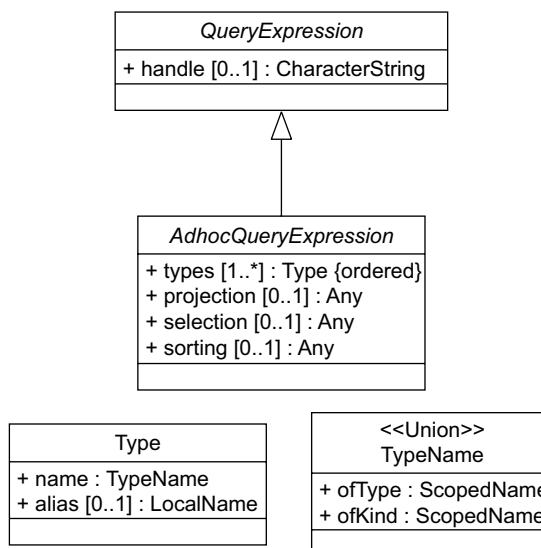 QueryExpression
+ handle [0..1] : CharacterString
AdhocQueryExpression
+ types [1..*] : Type {ordered}
+ projection [0..1] : Any
+ selection [0..1] : Any
+ sorting [0..1] : Any
Type
+ name : TypeName
+ alias [0..1] : LocalName
<<Union>>
TypeName
+ ofType : ScopedName
+ ofKind : ScopedName